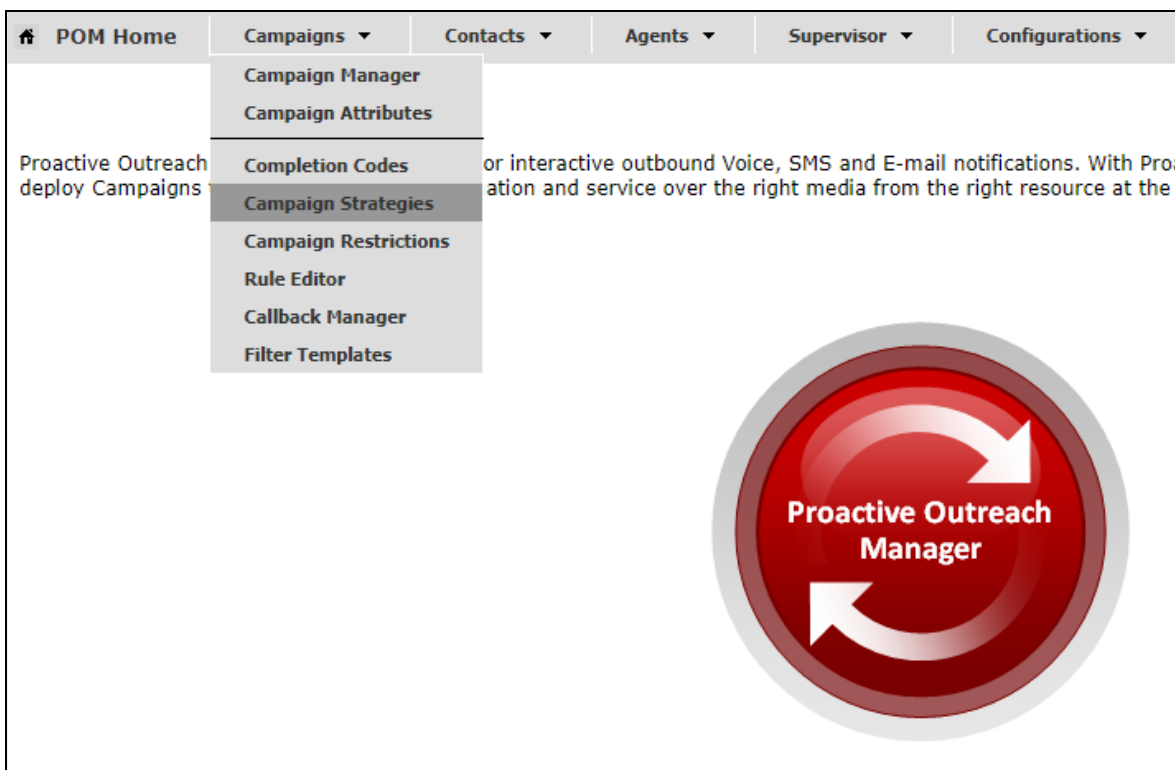 POM Home Campaigns Contacts Agents Supervisor Configurations
Campaign Manager
Campaign Attributes
Completion Codes
Campaign Strategies
Campaign Restrictions
Rule Editor
Callback Manager
Filter Templates
Proactive Outreach or interactive outbound Voice, SMS and E-mail notifications. With
deploy Campaigns ation and service over the right media from the right resource at the
Proactive Outreach
Manager